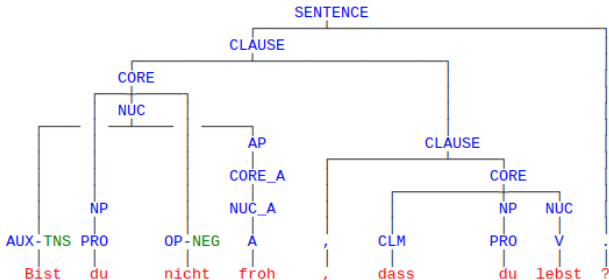 SENTENCE
CLAUSE
CORE
NUC
AP CLAUSE
CORE_A CORE
NP NUC_A NP NUC
AUX-TNS PRO OP-NEG A , CLM PRO V :
Bist du nicht froh , dass du lebst ?